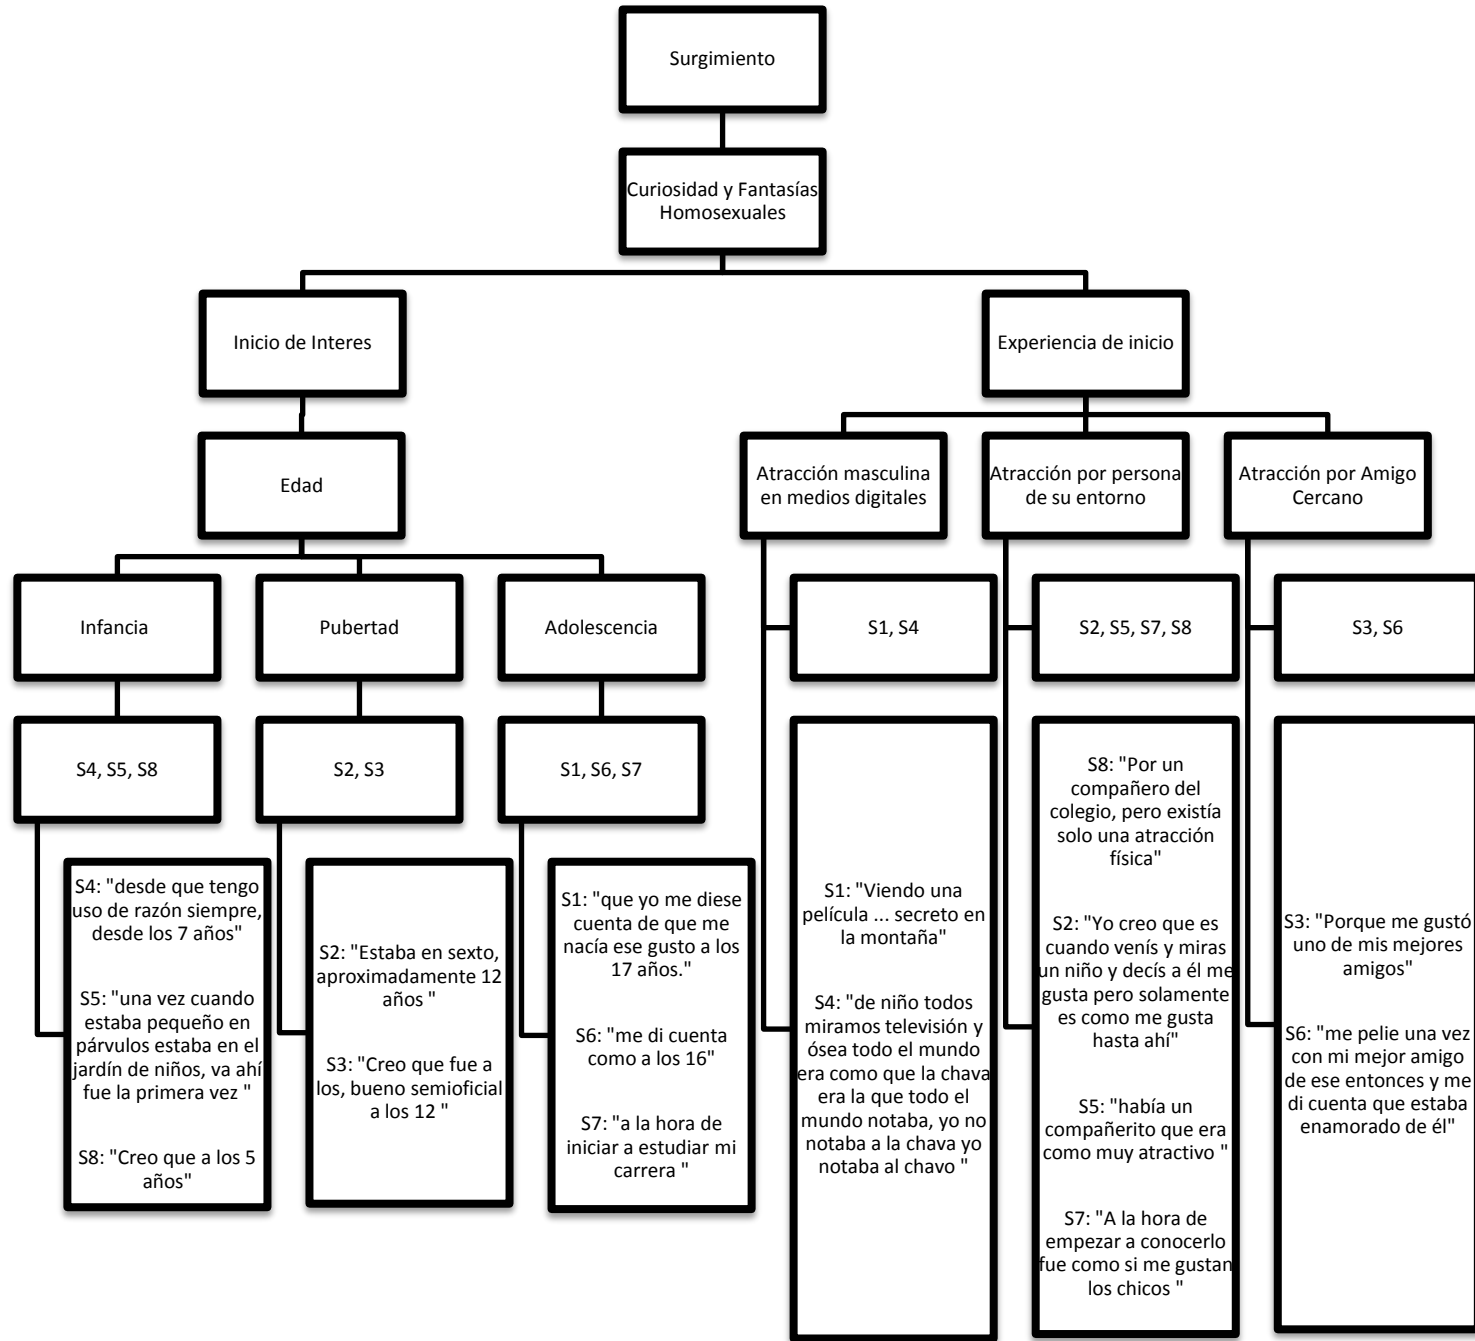 Surgimiento
Curiosidad y Fantasías
Homosexuales
Inicio de Interes
Experiencia de inicio
Edad
Atracción masculina
en medios digitales
Atracción por persona
de su entorno
Atracción por Amigo
Cercano
Infancia
Pubertad
Adolescencia
S1, S4
S2, S5, S7, S8
S3, S6
S4, S5, S8
S2, S3
S1, S6, S7
S4: "desde que tengo
uso de razón siempre,
desde los 7 años"
S5: "una vez cuando
estaba pequeño en
párvulos estaba en el
jardín de niños, va ahí
fue la primera vez "
S8: "Creo que a los 5
años"
S2: "Estaba en sexto,
aproximadamente 12
años "
S3: "Creo que fue a
los, bueno semioficial
a los 12 "
S1: "que yo me diese
cuenta de que me
nacía ese gusto a los
17 años."
S6: "me di cuenta
como a los 16"
S7: "a la hora de
iniciar a estudiar mi
carrera "
S1: "Viendo una
película ... secreto en
la montaña"
S4: "de niño todos
miramos televisión y
ósea todo el mundo
era como que la chava
era la que todo el
mundo notaba, yo no
notaba a la chava yo
notaba al chavo "
S8: "Por un
compañero del
colegio, pero existía
solo una atracción
física"
S2: "Yo creo que es
cuando venís y miras
un niño y decís a él me
gusta pero solamente
es como me gusta
hasta ahí"
S5: "había un
compañerito que era
como muy atractivo "
S7: "A la hora de
empezar a conocerlo
fue como si me gustan
los chicos "
S3: "Porque me gustó
uno de mis mejores
amigos"
S6: "me pelie una vez
con mi mejor amigo
de ese entonces y me
di cuenta que estaba
enamorado de él"